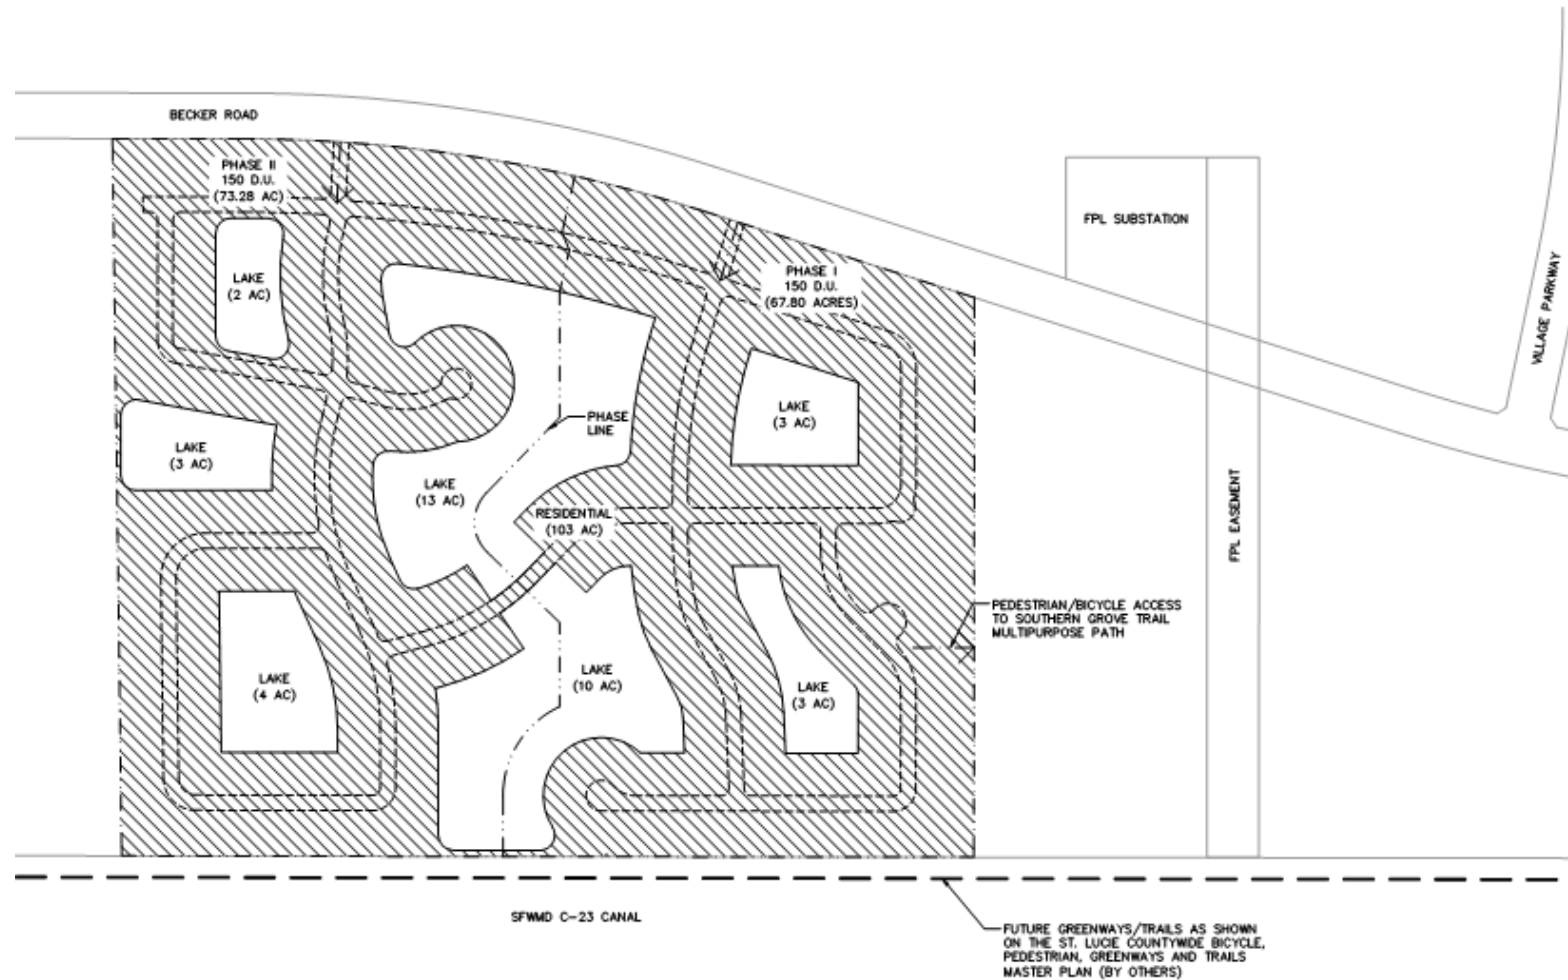 BECKER ROAD
PHASE II
150 D.U.
(73.28 AC)
FPL SUBSTATION
LAKE
(2 AC)
PHASE I
150 D.U.
(67.80 ACRES)
VILLAGE PARKWAY
PHASE
LINE
LAKE
(3 AC)
LAKE
(3 AC)
LAKE
(13 AC)
RESIDENTIAL
(103 AC)
FPL EASEMENT
PEDESTRIAN/BICYCLE ACCESS
TO SOUTHERN GROVE TRAIL
MULTIPURPOSE PATH
LAKE
(4 AC)
LAKE
(10 AC)
LAKE
(3 AC)
SFWMD C-23 CANAL
FUTURE GREENWAYS/TRAILS AS SHOWN
ON THE ST. LUCIE COUNTYWIDE BICYCLE,
PEDESTRIAN, GREENWAYS AND TRAILS
MASTER PLAN (BY OTHERS)